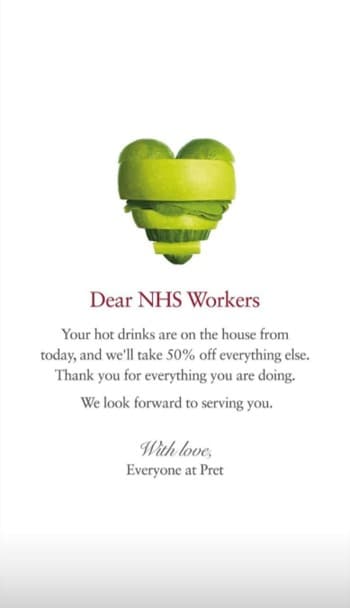 Dear NHS Workers
Your hot drinks are on the house from
today, and we'll take 50% off everything else.
Thank you for everything you are doing.
We look forward to serving you.
With love,
Everyone at Pret